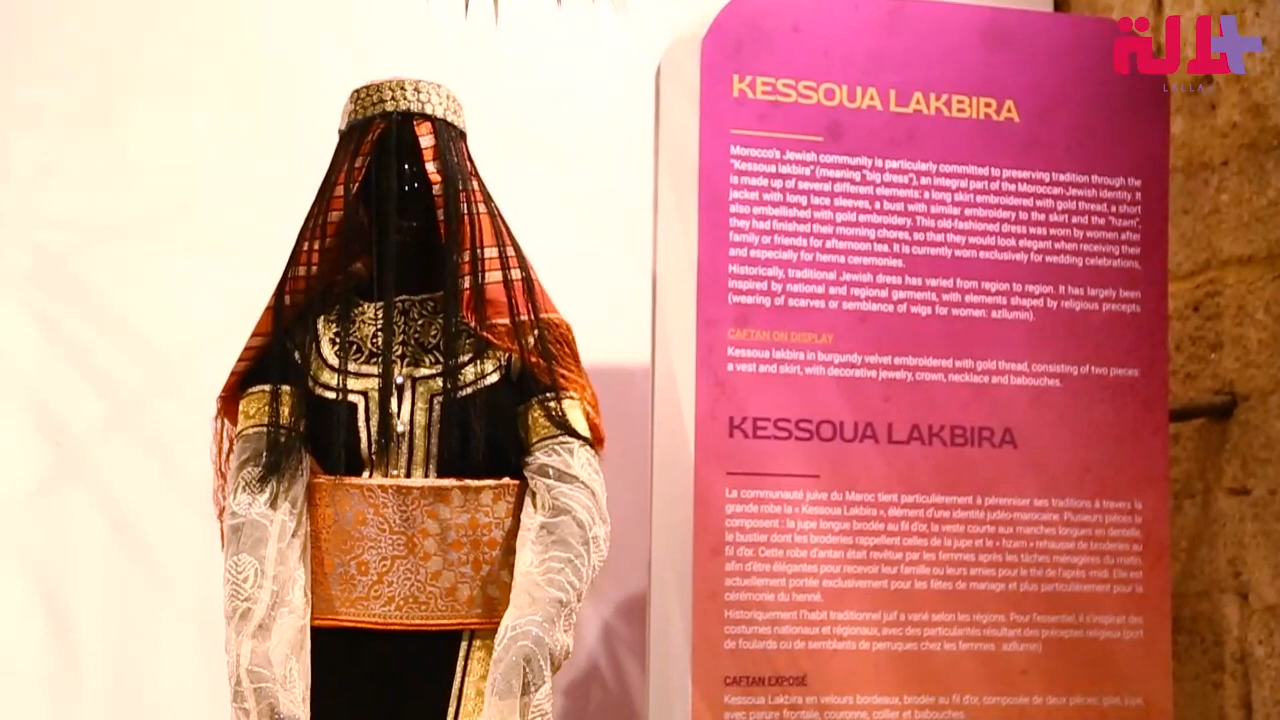 لالة+
LALLA+
KESSOUA LAKBIRA
Morocco's Jewish community is particularly committed to preserving tradition through the
"Kessoua lakbira" (meaning "big dress"), an integral part of the Moroccan-Jewish identity. It
is made up of several different elements: a long skirt embroidered with gold thread, a short
jacket with long lace sleeves, a bust with similar embroidery to the skirt and the "hzam",
also embellished with gold embroidery. This old-fashioned dress was worn by women after
they had finished their morning chores, so that they would look elegant when receiving their
family or friends for afternoon tea. It is currently worn exclusively for wedding celebrations,
and especially for henna ceremonies.
Historically, traditional Jewish dress has varied from region to region. It has largely been
inspired by national and regional garments, with elements shaped by religious precepts
(wearing of scarves or semblance of wigs for women: azllumin).
CAFTAN ON DISPLAY
Kessoua lakbira in burgundy velvet embroidered with gold thread, consisting of two pieces:
a vest and skirt, with decorative jewelry, crown, necklace and babouches.
KESSOUA LAKBIRA
La communauté juive du Maroc tient particulièrement à pérenniser ses traditions à travers la
grande robe la « Kessoua Lakbira », élément d'une identité judéo-marocaine. Plusieurs pièces la
composent : la jupe longue brodée au fil d'or, la veste courte aux manches longues en dentelle,
le bustier dont les broderies rappellent celles de la jupe et le « hzam » rehaussé de broderies au
fil d'or. Cette robe d'antan était revêtue par les femmes après les tâches ménagères du matin,
afin d'être élégantes pour recevoir leur famille ou leurs amies pour le thé de l'après-midi. Elle est
actuellement portée exclusivement pour les fêtes de mariage et plus particulièrement pour la
cérémonie du henné.
Historiquement l'habit traditionnel juif a varié selon les régions. Pour l'essentiel, il s'inspirait des
costumes nationaux et régionaux, avec des particularités résultant des préceptes religieux (port
de foulards ou de semblants de perruques chez les femmes : azllumin)
CAFTAN EXPOSÉ
Kessoua Lakbira en velours bordeaux, brodée au fil d'or, composée de deux pièces, gilet, jupe,
avec parure frontale, couronne, collier et babouches.